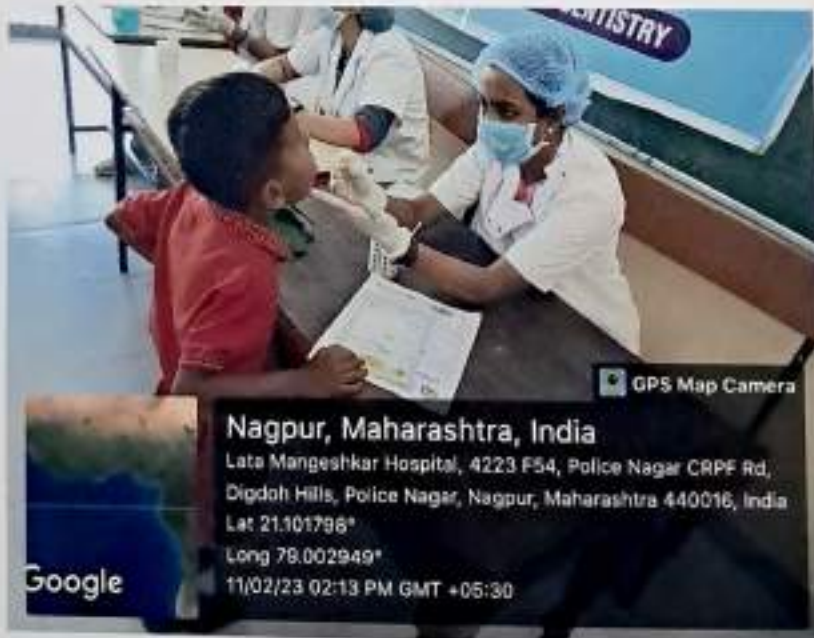 DENTISTRY
GPS Map Camera
Nagpur, Maharashtra, India
Lata Mangeshkar Hospital, 4223 F54, Police Nagar CRPF Rd,
Digdoh Hills, Police Nagar, Nagpur, Maharashtra 440016, India
Lat 21.101798°
Long 79.002949°
11/02/23 02:13 PM GMT +05:30
Google